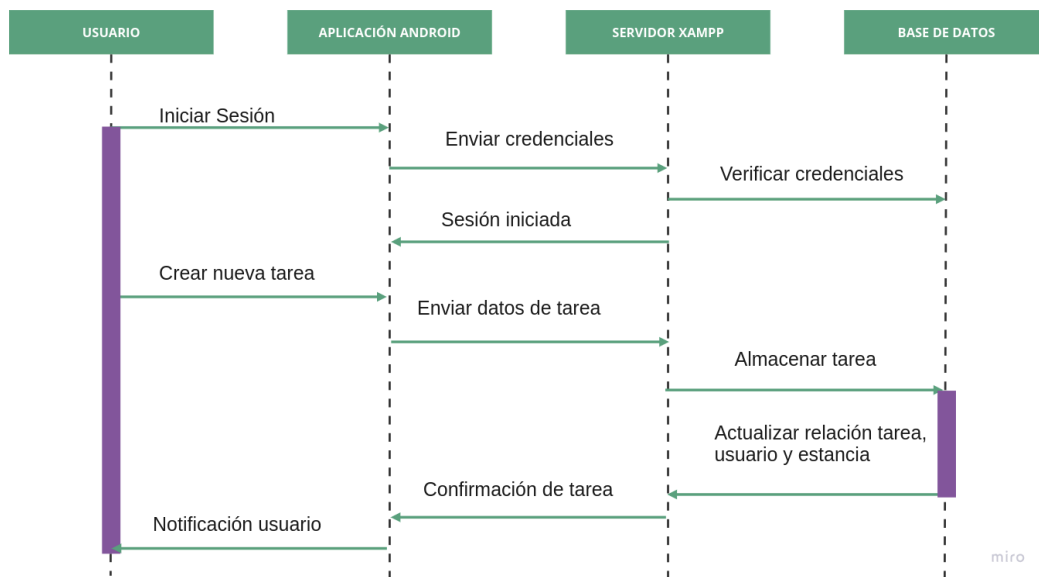 USUARIO
APLICACIÓN ANDROID
SERVIDOR XAMPP
BASE DE DATOS
Iniciar Sesión
Enviar credenciales
Verificar credenciales
Sesión iniciada
Crear nueva tarea
Enviar datos de tarea
Almacenar tarea
Actualizar relación tarea,
usuario y estancia
Confirmación de tarea
Notificación usuario
miro